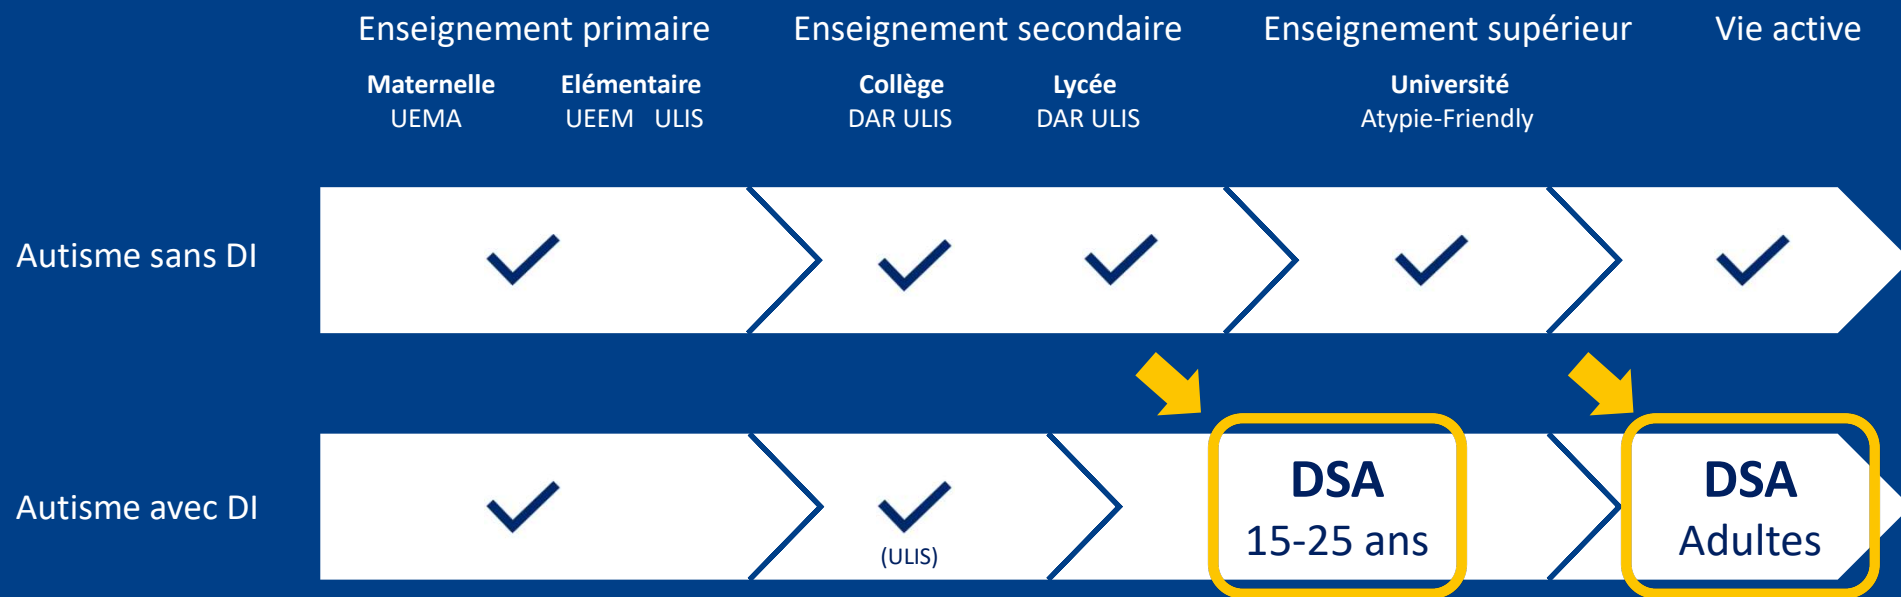 Enseignement primaire Enseignement secondaire Enseignement supérieur Vie active
Maternelle Elémentaire Collège Lycée Université
UEMA UEEM ULIS DAR ULIS DAR ULIS Atypie-Friendly
Autisme sans DI
Autisme avec DI
(ULIS)
DSA
15-25 ans
DSA
Adultes